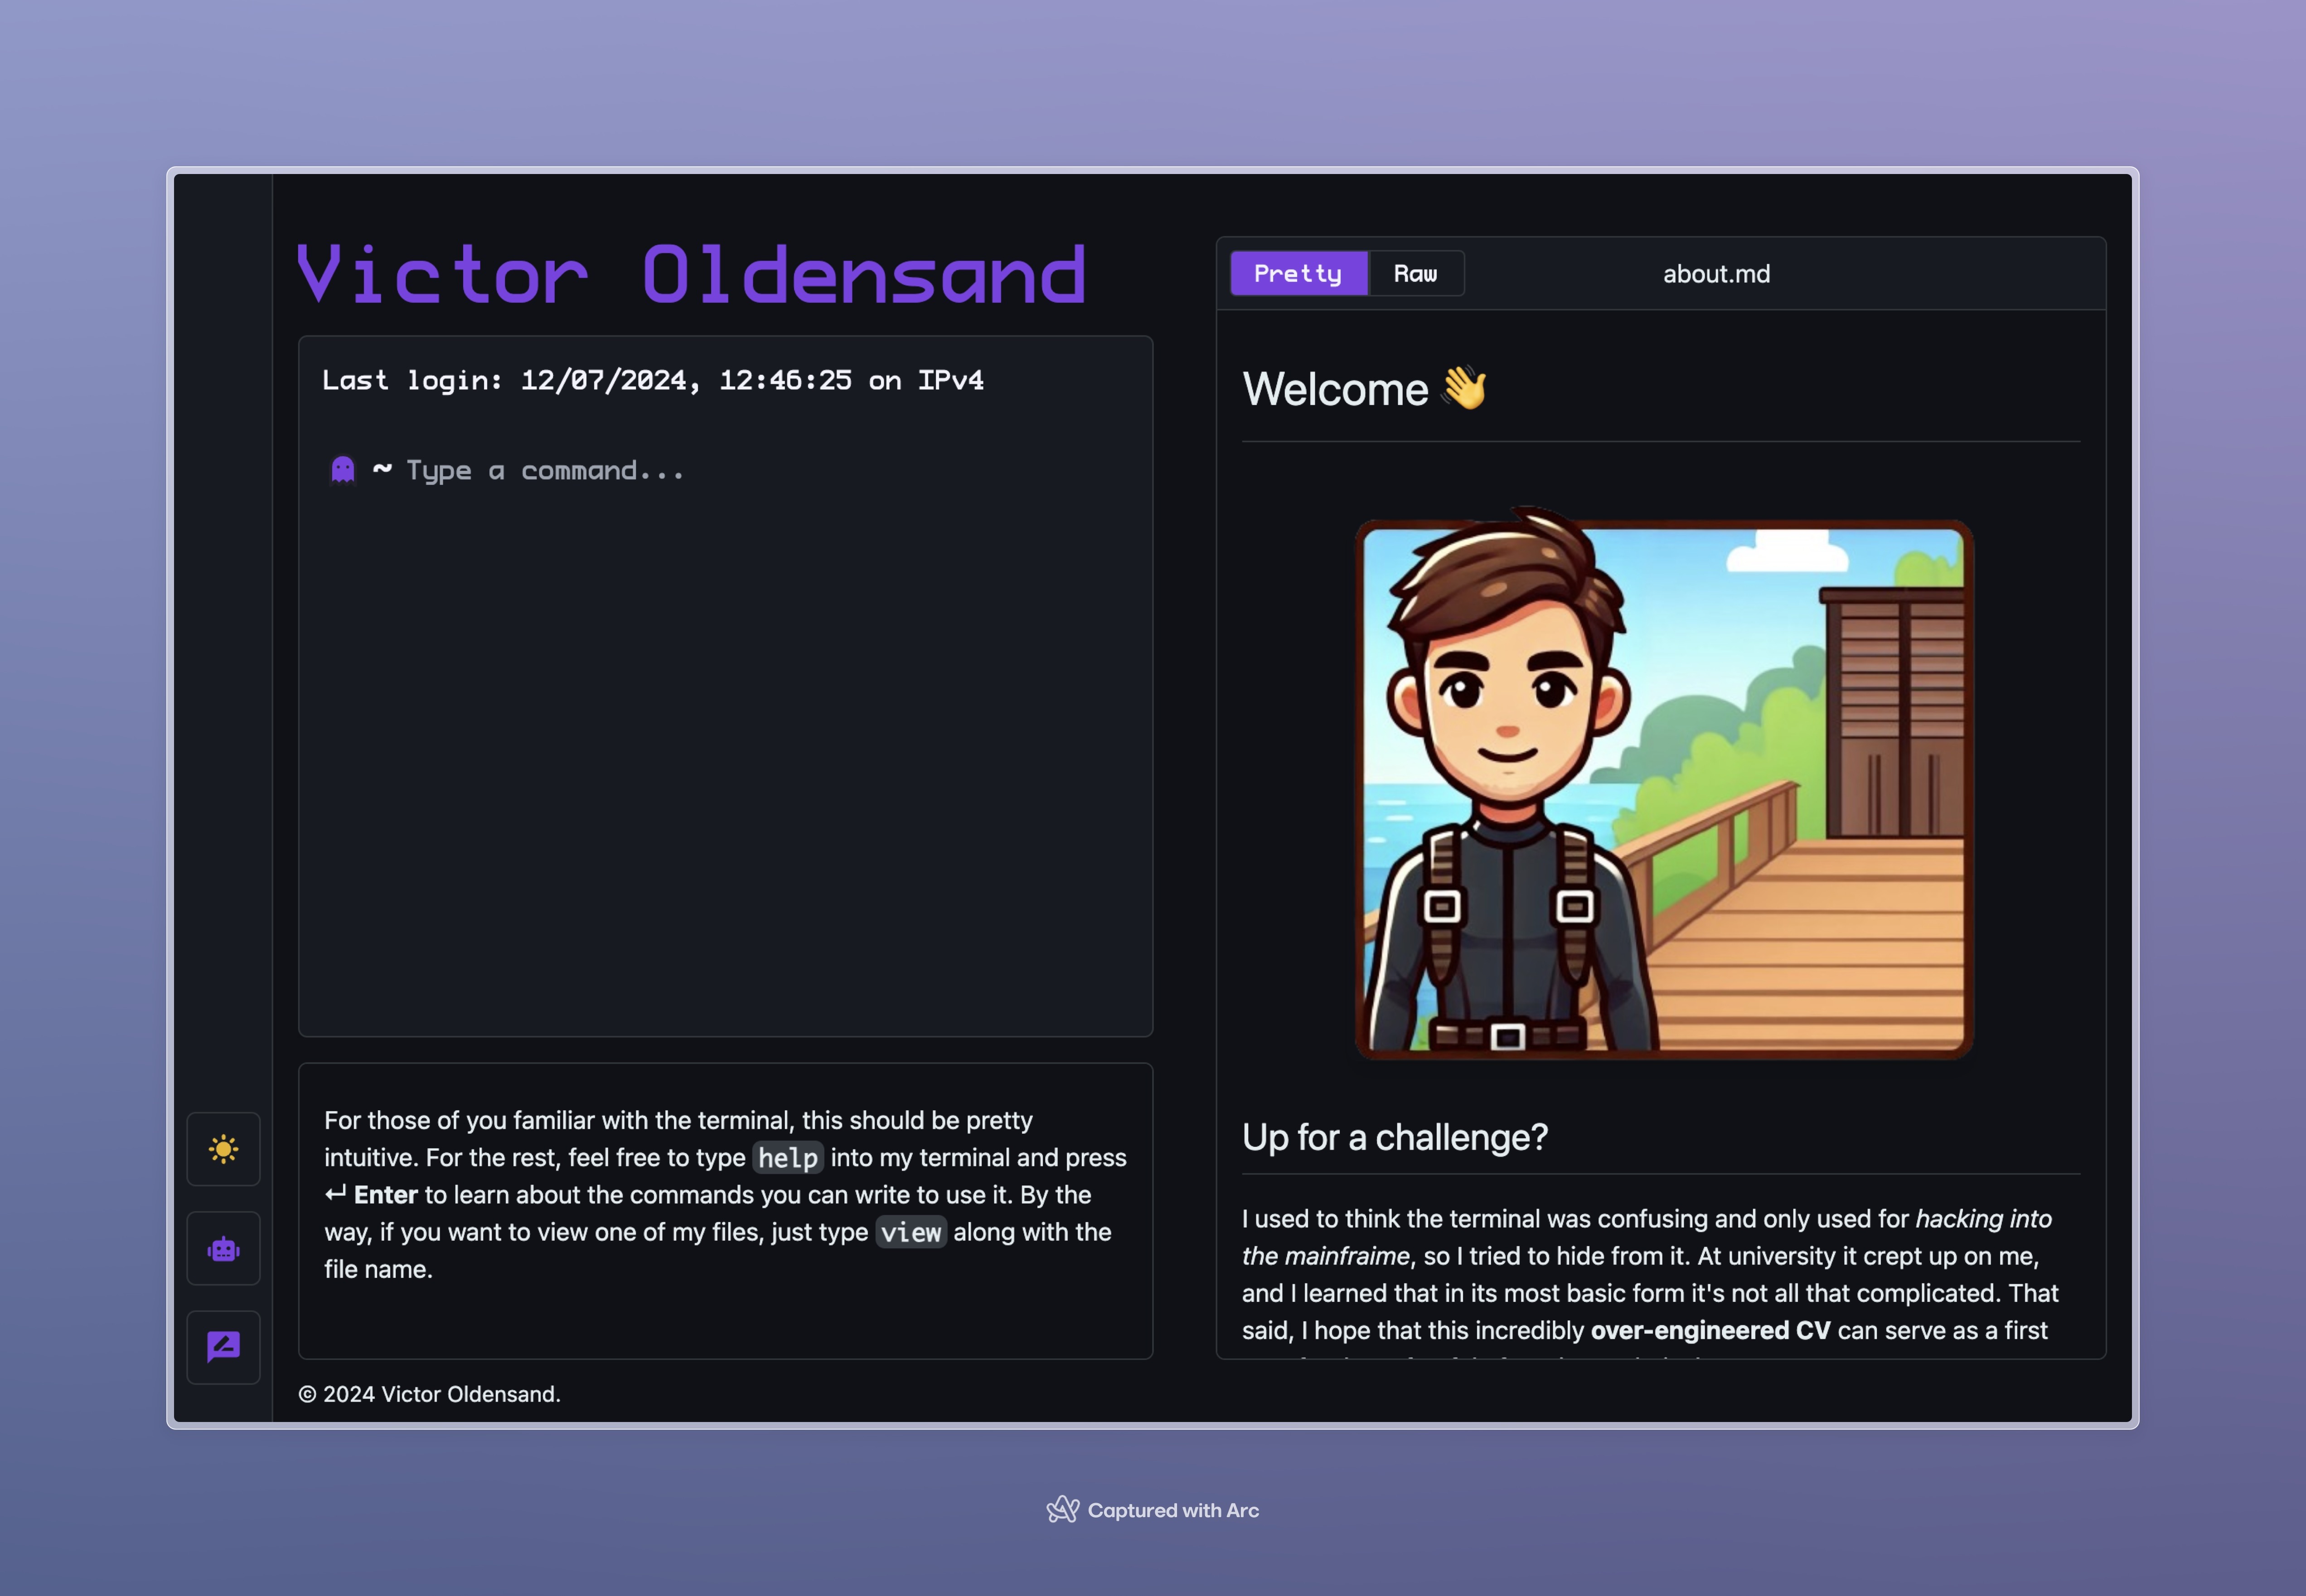 Victor Oldensand
Last login: 12/07/2024, 12:46:25 on IPv4
~ Type a command...
For those of you familiar with the terminal, this should be pretty
intuitive. For the rest, feel free to type help into my terminal and press
↵ Enter to learn about the commands you can write to use it. By the
way, if you want to view one of my files, just type view along with the
file name.
© 2024 Victor Oldensand.
Pretty Raw about.md
Welcome 👋
Up for a challenge?
I used to think the terminal was confusing and only used for hacking into
the mainfraime, so I tried to hide from it. At university it crept up on me,
and I learned that in its most basic form it's not all that complicated. That
said, I hope that this incredibly over-engineered CV can serve as a first
Captured with Arc